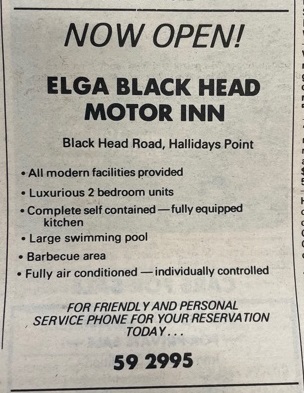 NOW OPEN!
ELGA BLACK HEAD
MOTOR INN
Black Head Road, Hallidays Point
• All modern facilities provided
• Luxurious 2 bedroom units
• Complete self contained — fully equipped
kitchen
• Large swimming pool
• Barbecue area
• Fully air conditioned — individually controlled
FOR FRIENDLY AND PERSONAL
SERVICE PHONE FOR YOUR RESERVATION
TODAY...
59 2995